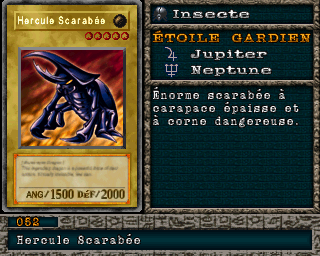 Hercule Scarabée
ANG/1500 DéF/2000
Insecte
ÉTOILE GARDIEN
Jupiter
Neptune
Énorme scarabée à
carapace épaisse et
à corne dangereuse.
052
Hercule Scarabée